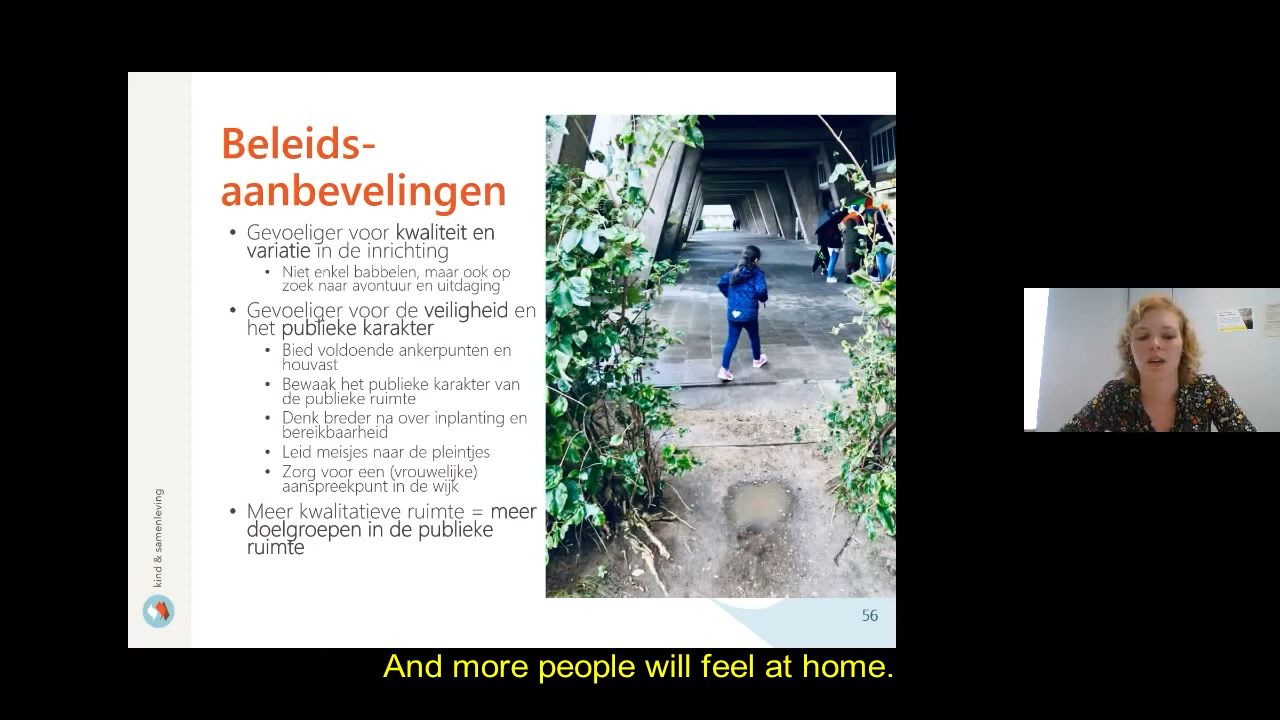 Beleids-
aanbevelingen
• Gevoeliger voor kwaliteit en
variatie in de inrichting
• Niet enkel babbelen, maar ook op
zoek naar avontuur en uitdaging
• Gevoeliger voor de veiligheid en
het publieke karakter
• Bied voldoende ankerpunten en
houvast
• Bewaak het publieke karakter van
de publieke ruimte
• Denk breder na over inplanting en
bereikbaarheid
• Leid meisjes naar de pleintjes
• Zorg voor een (vrouwelijke)
aanspreekpunt in de wijk
• Meer kwalitatieve ruimte = meer
doelgroepen in de publieke
ruimte
kind & samenleving
56
And more people will feel at home.